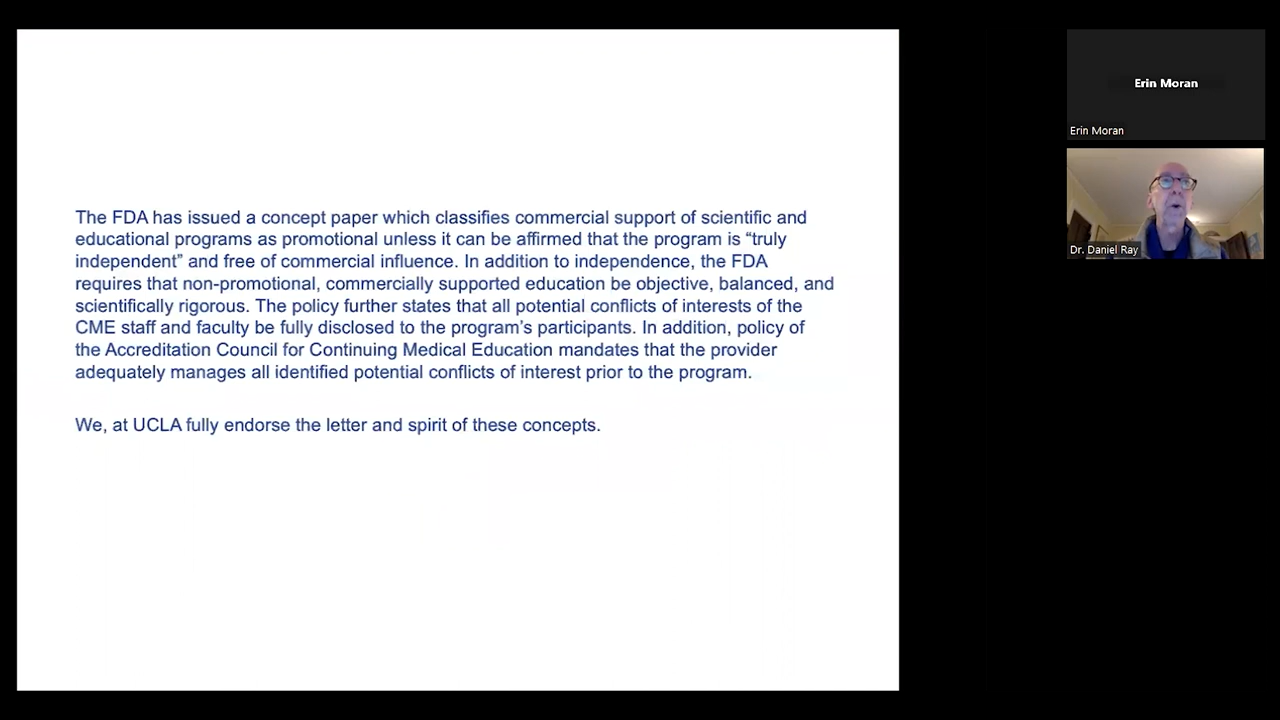 The FDA has issued a concept paper which classifies commercial support of scientific and
educational programs as promotional unless it can be affirmed that the program is “truly
independent” and free of commercial influence. In addition to independence, the FDA
requires that non-promotional, commercially supported education be objective, balanced, and
scientifically rigorous. The policy further states that all potential conflicts of interests of the
CME staff and faculty be fully disclosed to the program’s participants. In addition, policy of
the Accreditation Council for Continuing Medical Education mandates that the provider
adequately manages all identified potential conflicts of interest prior to the program.
We, at UCLA fully endorse the letter and spirit of these concepts.
Erin Moran
Erin Moran
Dr. Daniel Ray